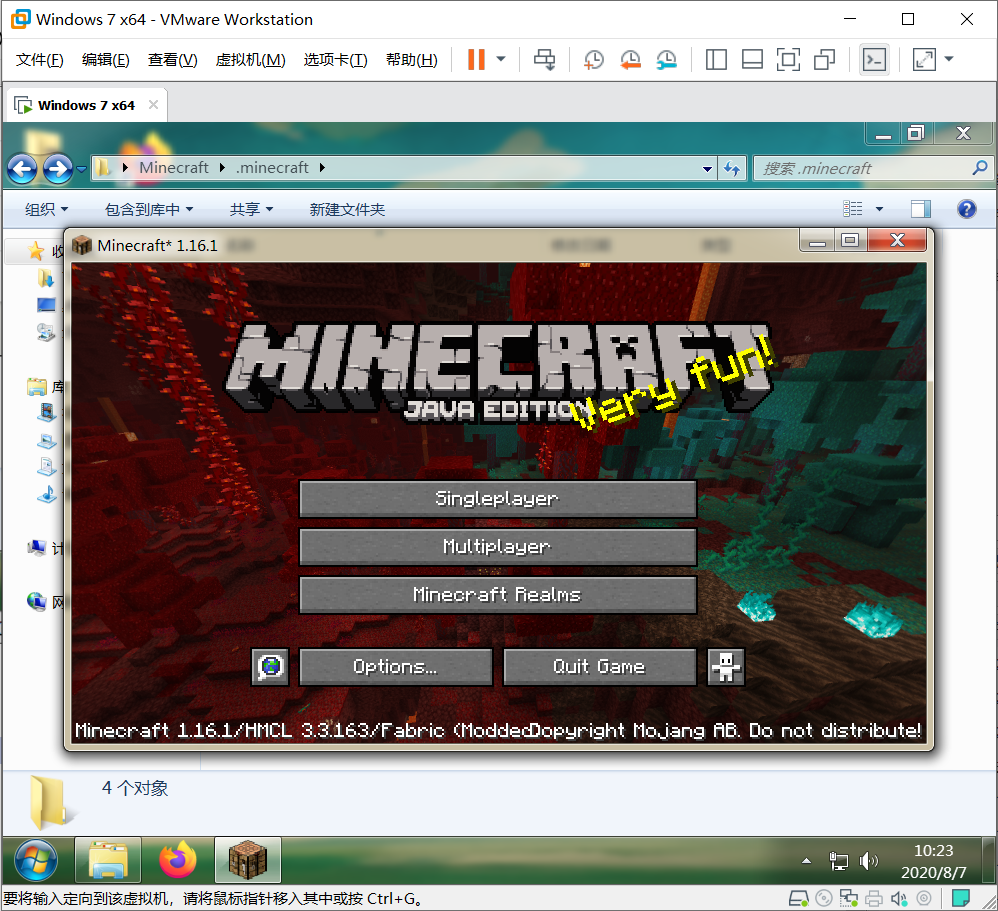 Windows 7 x64 - VMware Workstation
文件(F) 编辑(E) 查看(V) 虚拟机(M) 选项卡(T) 帮助(H)
Windows 7 x64
Minecraft .minecraft
搜索 .minecraft
组织 包含到库中 共享 新建文件夹
Minecraft* 1.16.1
收
MINECRAFT
JAVA EDITION
Very fun!
库
Singleplayer
Multiplayer
计
Minecraft Realms
网
Options...
Quit Game
Minecraft 1.16.1/HMCL 3.3.163/Fabric (Modded
Copyright Mojang AB. Do not distribute!
4 个对象
10:23
2020/8/7
要将输入定向到该虚拟机，请将鼠标指针移入其中或按 Ctrl+G。